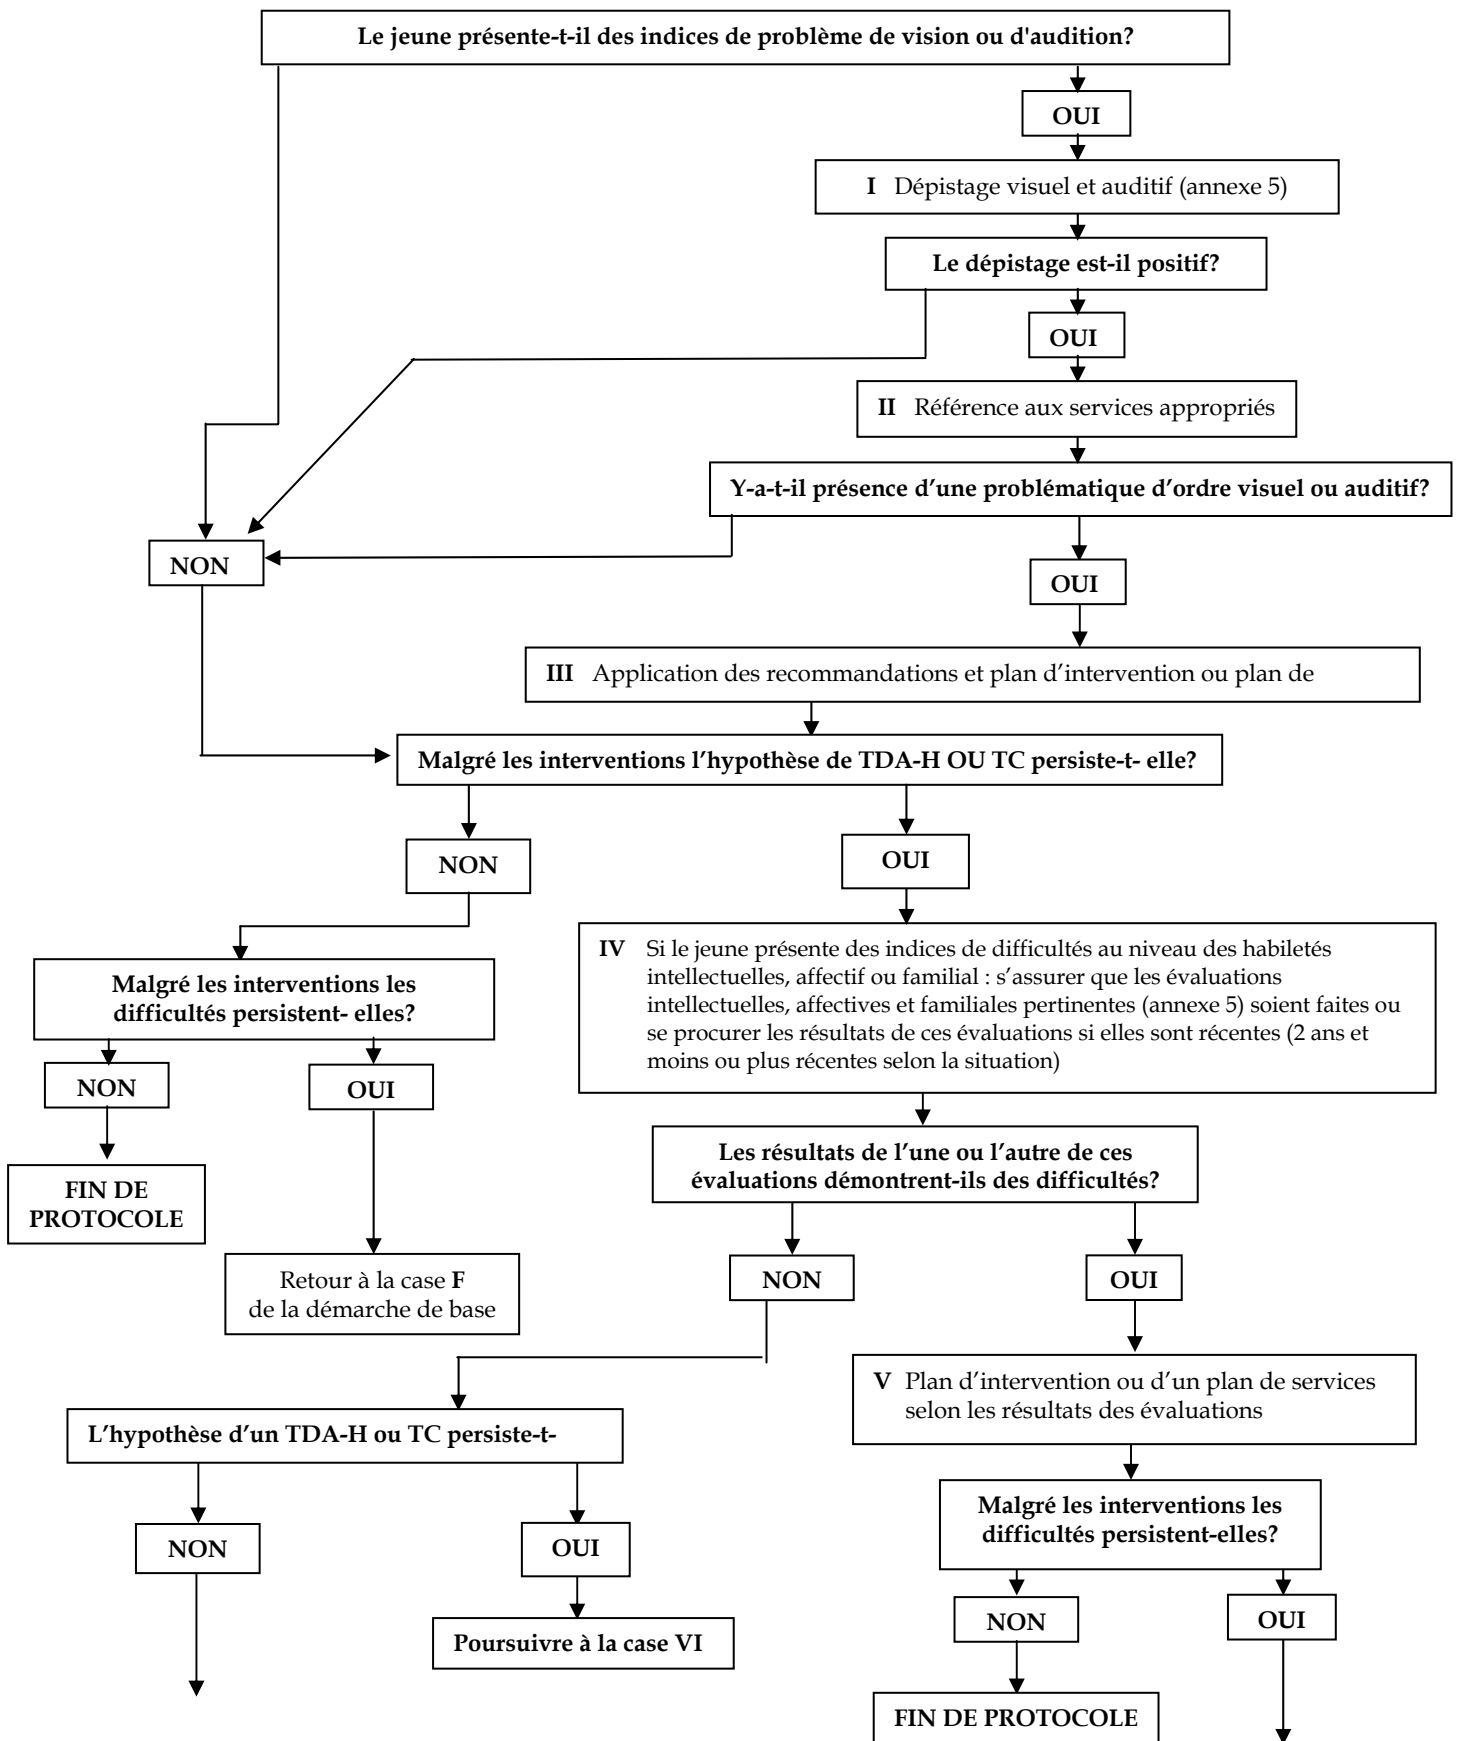 Le jeune présente-t-il des indices de problème de vision ou d'audition?
OUI
I Dépistage visuel et auditif (annexe 5)
Le dépistage est-il positif?
OUI
II Référence aux services appropriés
Y-a-t-il présence d’une problématique d’ordre visuel ou auditif?
NON
OUI
III Application des recommandations et plan d’intervention ou plan de
Malgré les interventions l’hypothèse de TDA-H OU TC persiste-t- elle?
NON
OUI
IV Si le jeune présente des indices de difficultés au niveau des habiletés
intellectuelles, affectif ou familial : s’assurer que les évaluations
intellectuelles, affectives et familiales pertinentes (annexe 5) soient faites ou
se procurer les résultats de ces évaluations si elles sont récentes (2 ans et
moins ou plus récentes selon la situation)
Malgré les interventions les
difficultés persistent- elles?
NON
OUI
FIN DE
PROTOCOLE
Retour à la case F
de la démarche de base
Les résultats de l’une ou l’autre de ces
évaluations démontrent-ils des difficultés?
NON
OUI
V Plan d’intervention ou d’un plan de services
selon les résultats des évaluations
L’hypothèse d’un TDA-H ou TC persiste-t-
NON
OUI
Poursuivre à la case VI
Malgré les interventions les
difficultés persistent-elles?
NON
OUI
FIN DE PROTOCOLE